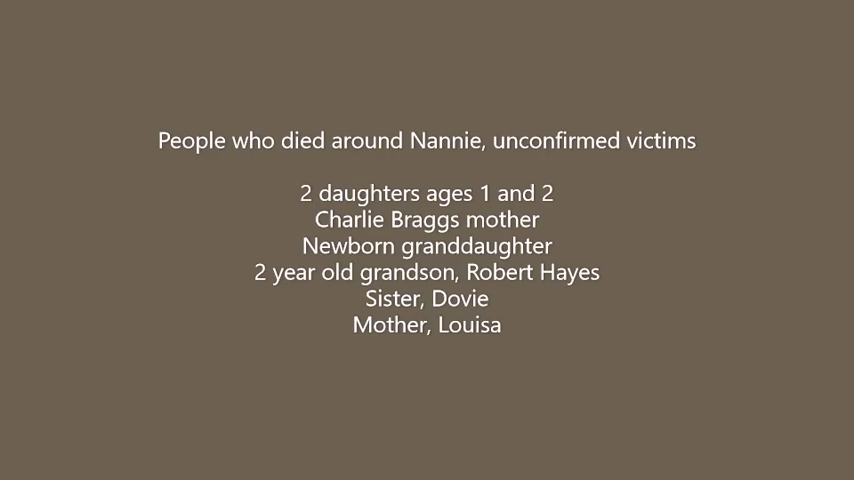 People who died around Nannie, unconfirmed victims
2 daughters ages 1 and 2
Charlie Braggs mother
Newborn granddaughter
2 year old grandson, Robert Hayes
Sister, Dovie
Mother, Louisa